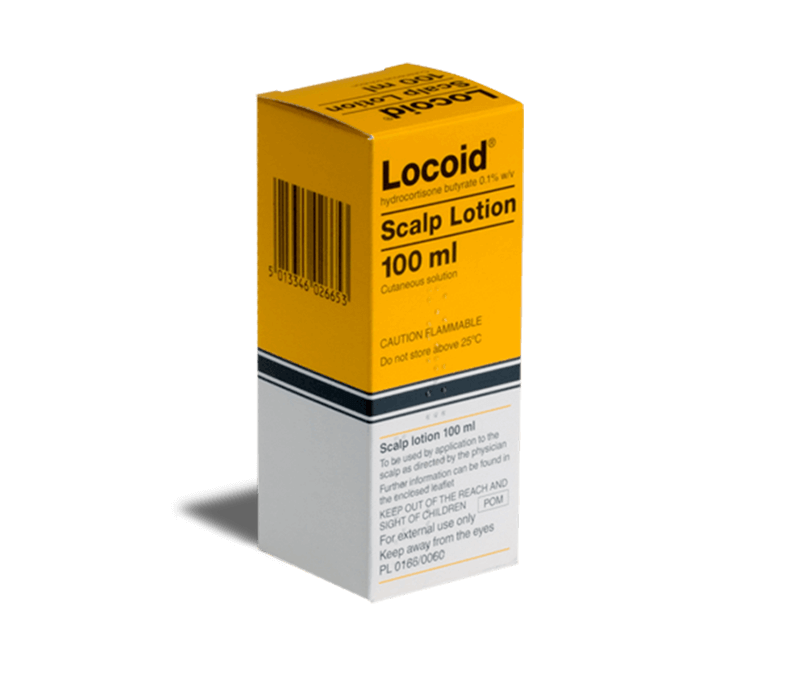 Locoid®
Scalp Lotion
100 ml
Locoid®
hydrocortisone butyrate 0.1% w/v
Scalp Lotion
100 ml
Cutaneous solution
CAUTION FLAMMABLE
Do not store above 25°C
5 013346 026653
Scalp lotion 100 ml
To be used by application to the
scalp as directed by the physician
Further information can be found in
the enclosed leaflet
KEEP OUT OF THE REACH AND
SIGHT OF CHILDREN POM
For external use only
Keep away from the eyes
PL 0166/0060